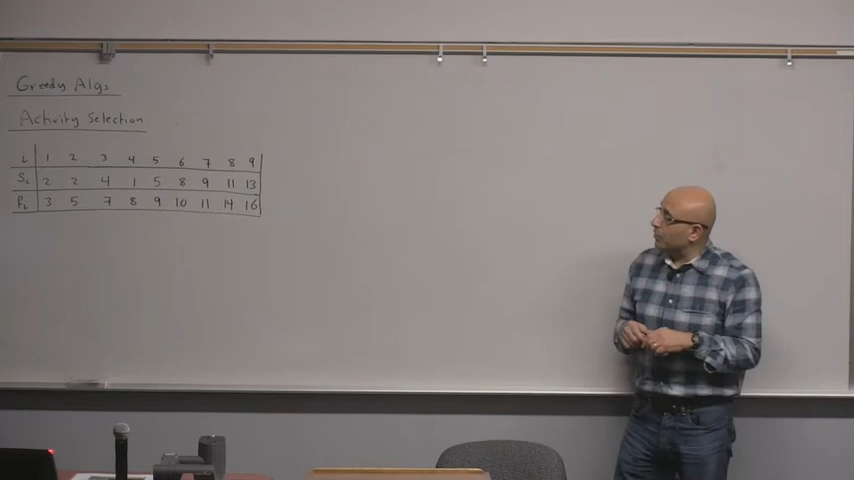 Greedy Algs
Activity Selection
i 1 2 3 4 5 6 7 8 9
Si 2 2 4 1 5 8 9 11 13
fi 3 5 7 8 9 10 11 14 16